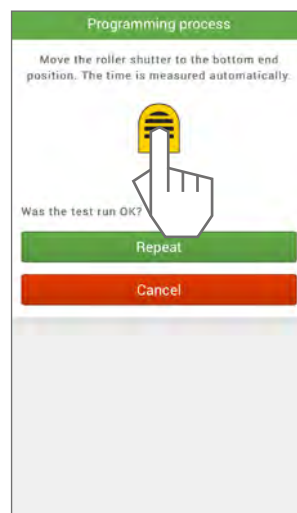 Programming process
Move the roller shutter to the bottom end
position. The time is measured automatically.
Was the test run OK?
Repeat
Cancel